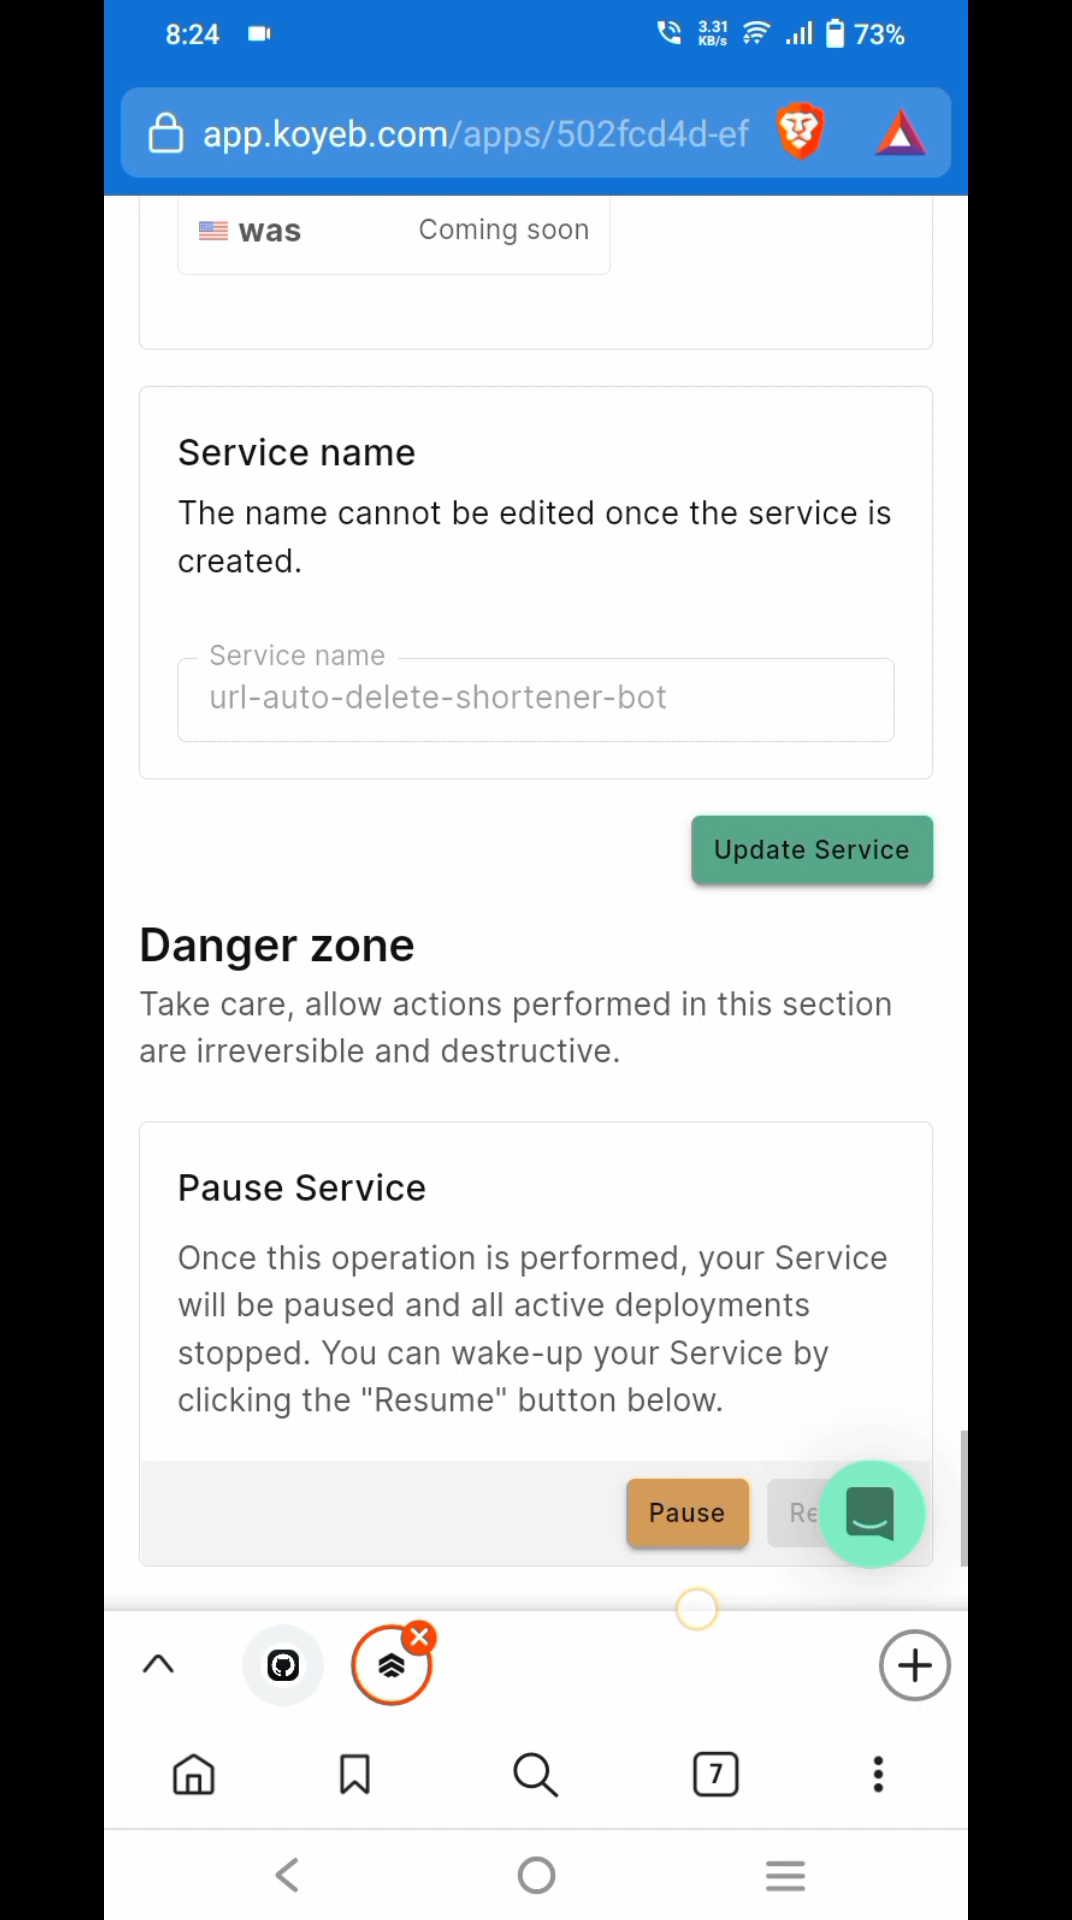 8:24
3.31
KB/s
73%
app.koyeb.com/apps/502fcd4d-ef
was
Coming soon
Service name
The name cannot be edited once the service is
created.
Service name
url-auto-delete-shortener-bot
Update Service
Danger zone
Take care, allow actions performed in this section
are irreversible and destructive.
Pause Service
Once this operation is performed, your Service
will be paused and all active deployments
stopped. You can wake-up your Service by
clicking the "Resume" button below.
Pause
Re
7